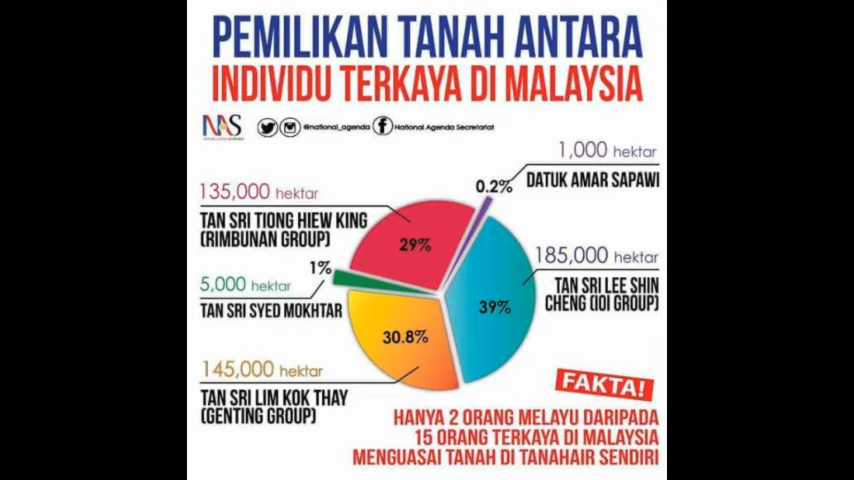 PEMILIKAN TANAH ANTARA
INDIVIDU TERKAYA DI MALAYSIA
NAS
@national_agenda
National Agenda Secretariat
1,000 hektar
0.2%
DATUK AMAR SAPAWI
135,000 hektar
TAN SRI TIONG HIEW KING
(RIMBUNAN GROUP)
29%
185,000 hektar
TAN SRI LEE SHIN
CHENG (IOI GROUP)
39%
1%
5,000 hektar
TAN SRI SYED MOKHTAR
30.8%
145,000 hektar
TAN SRI LIM KOK THAY
(GENTING GROUP)
FAKTA!
HANYA 2 ORANG MELAYU DARIPADA
15 ORANG TERKAYA DI MALAYSIA
MENGUASAI TANAH DI TANAHAIR SENDIRI